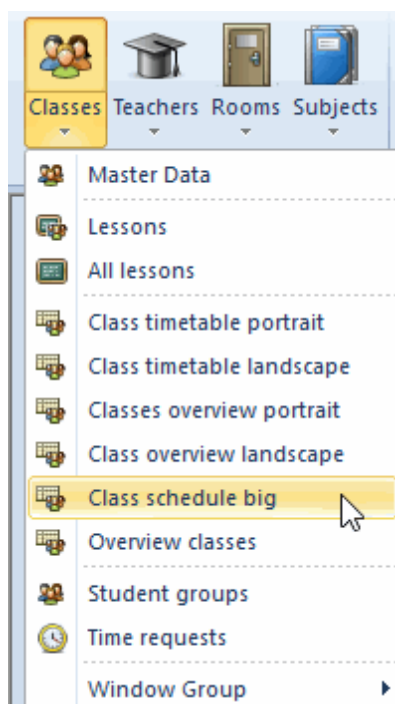 Classes Teachers Rooms Subjects
Master Data
Lessons
All lessons
Class timetable portrait
Class timetable landscape
Classes overview portrait
Class overview landscape
Class schedule big
Overview classes
Student groups
Time requests
Window Group